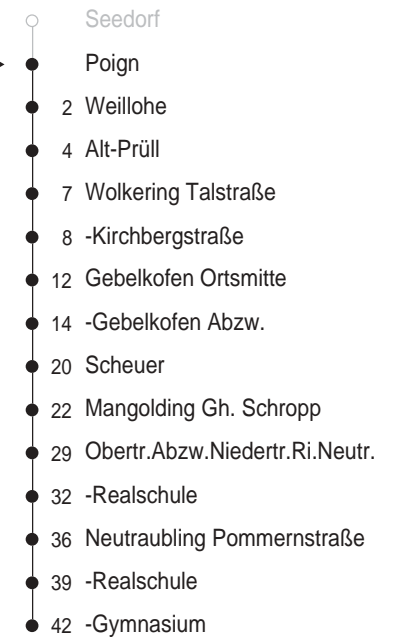 Seedorf
Poign
2 Weillohe
4 Alt-Prüll
7 Wolkering Talstraße
8 -Kirchbergstraße
12 Gebelkofen Ortsmitte
14 -Gebelkofen Abzw.
20 Scheuer
22 Mangolding Gh. Schropp
29 Obertr.Abzw.Niedertr.Ri.Neutr.
32 -Realschule
36 Neutraubling Pommernstraße
39 -Realschule
42 -Gymnasium